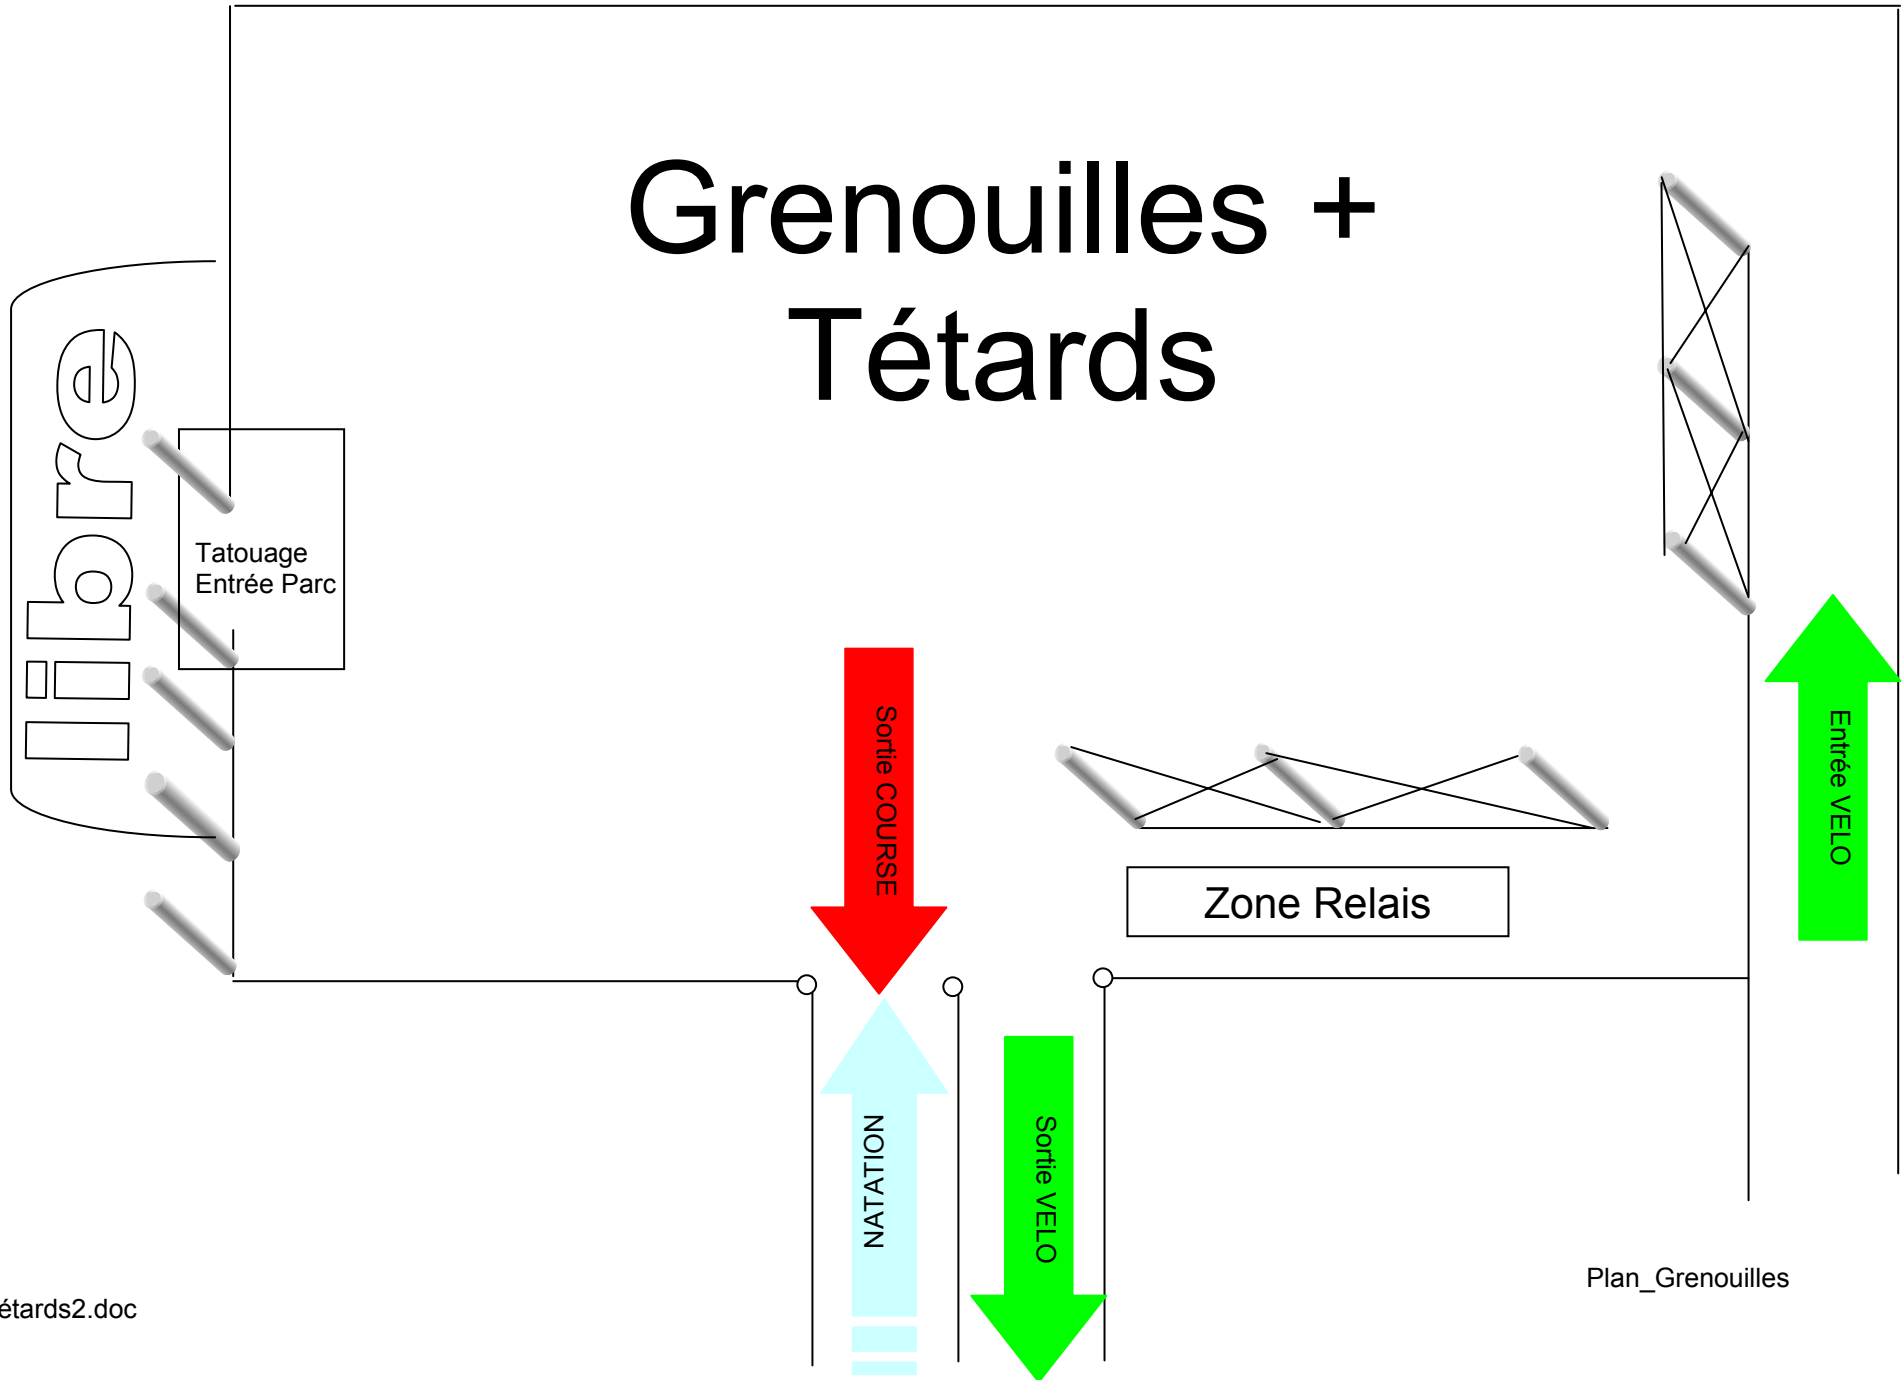 Grenouilles +
Tétards
libre
Tatouage
Entrée Parc
Sortie COURSE
Entrée VELO
Zone Relais
NATATION
Sortie VELO
Plan_Grenouilles
étards2.doc